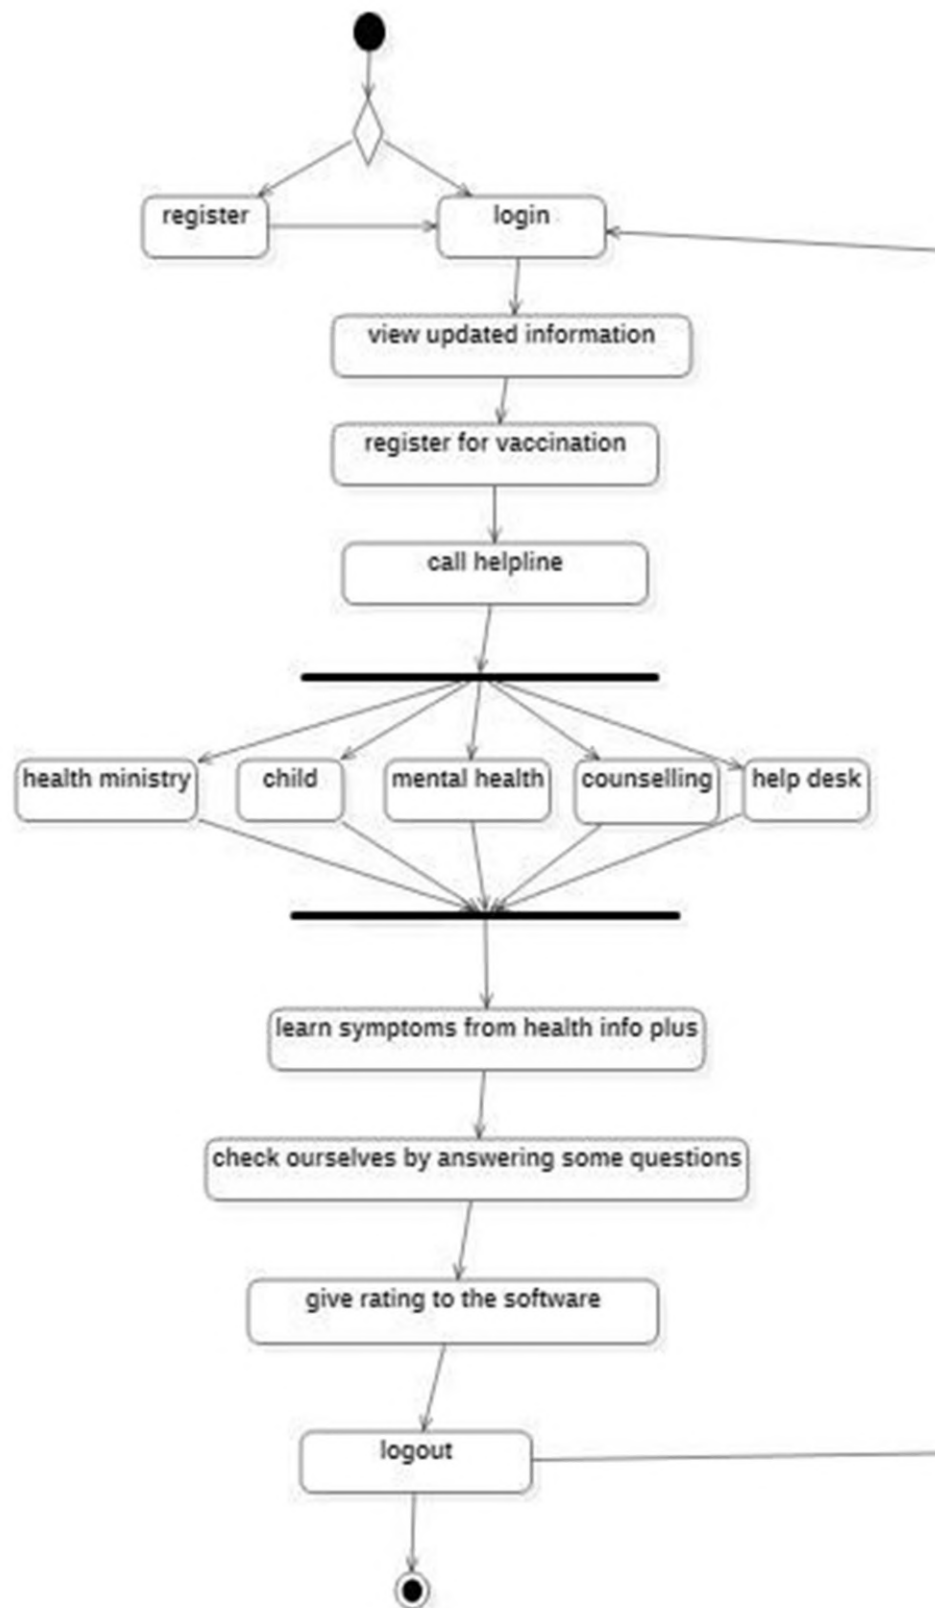 register
login
view updated information
register for vaccination
call helpline
health ministry
child
mental health
counselling
help desk
learn symptoms from health info plus
check ourselves by answering some questions
give rating to the software
logout